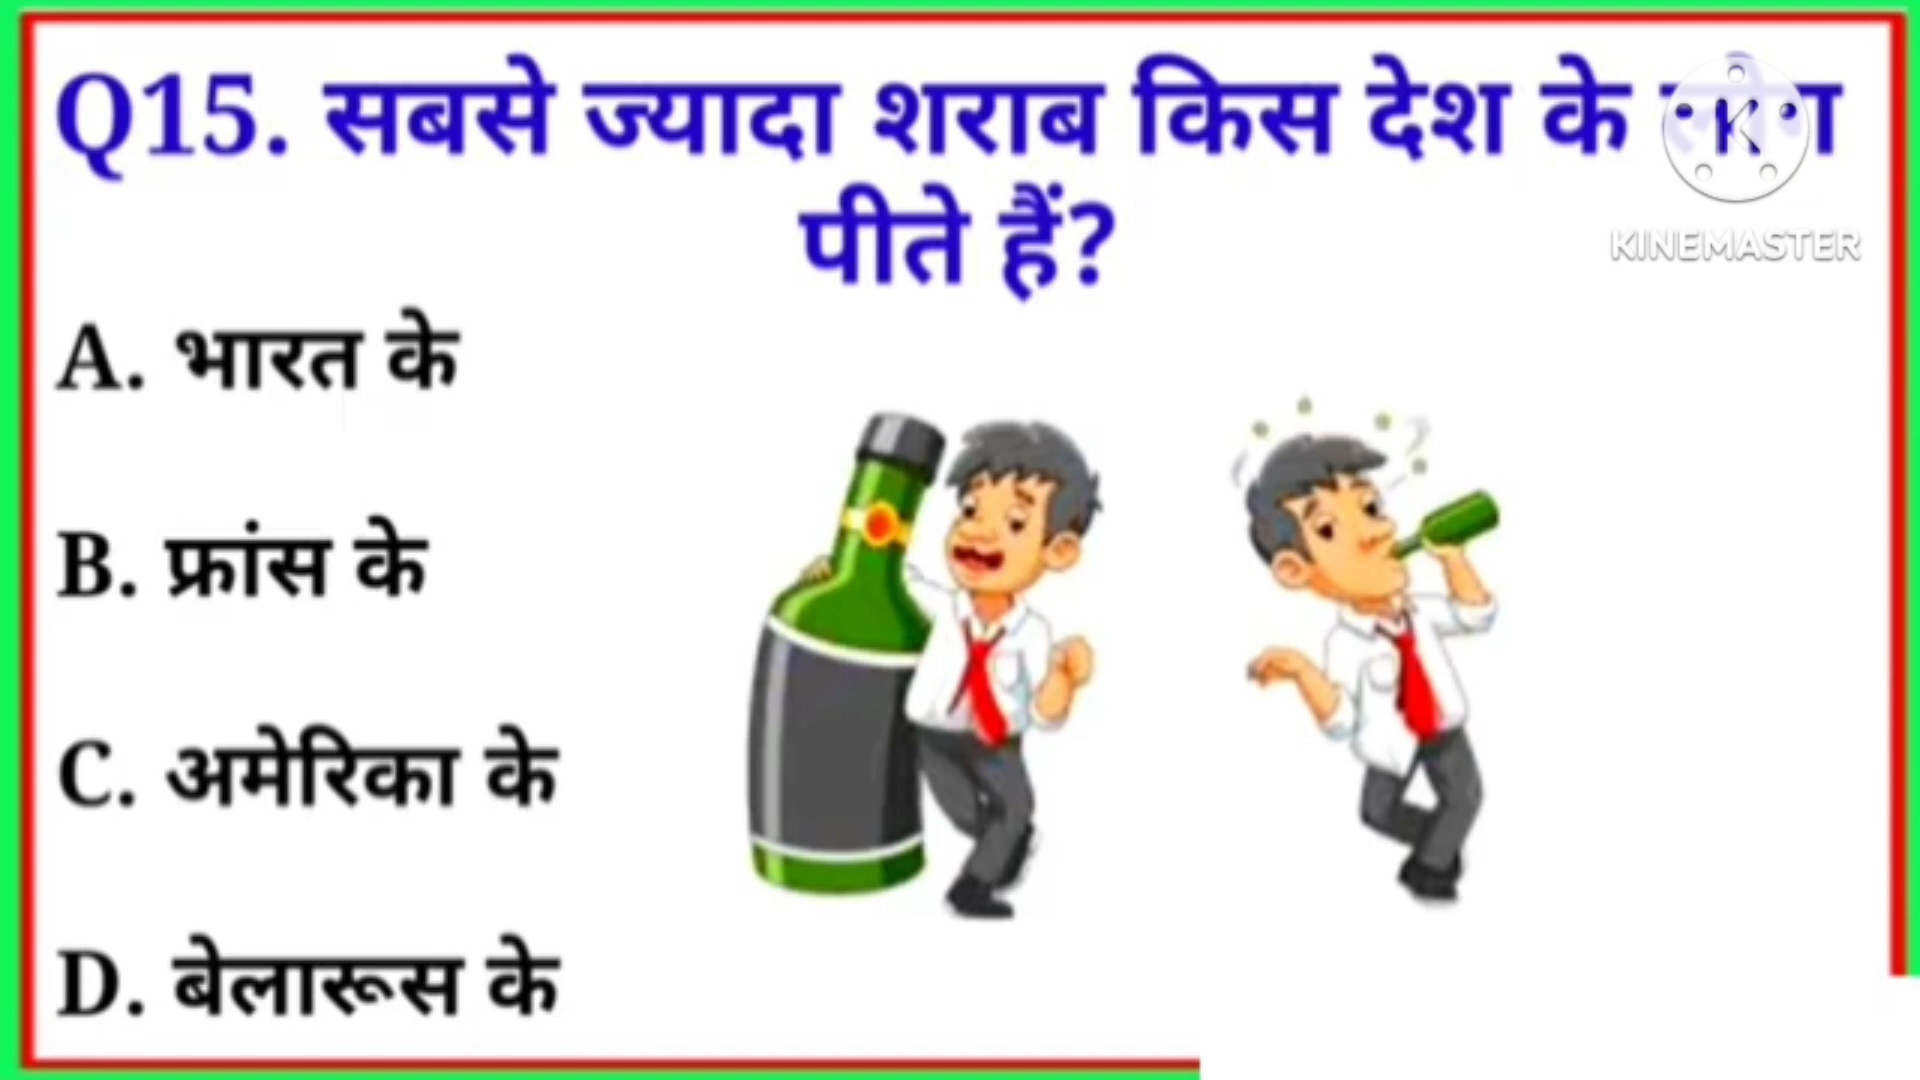 Q15. सबसे ज्यादा शराब किस देश के
पीते हैं?
KINEMASTER
A. भारत के
B. फ्रांस के
C. अमेरिका के
D. बेलारूस के